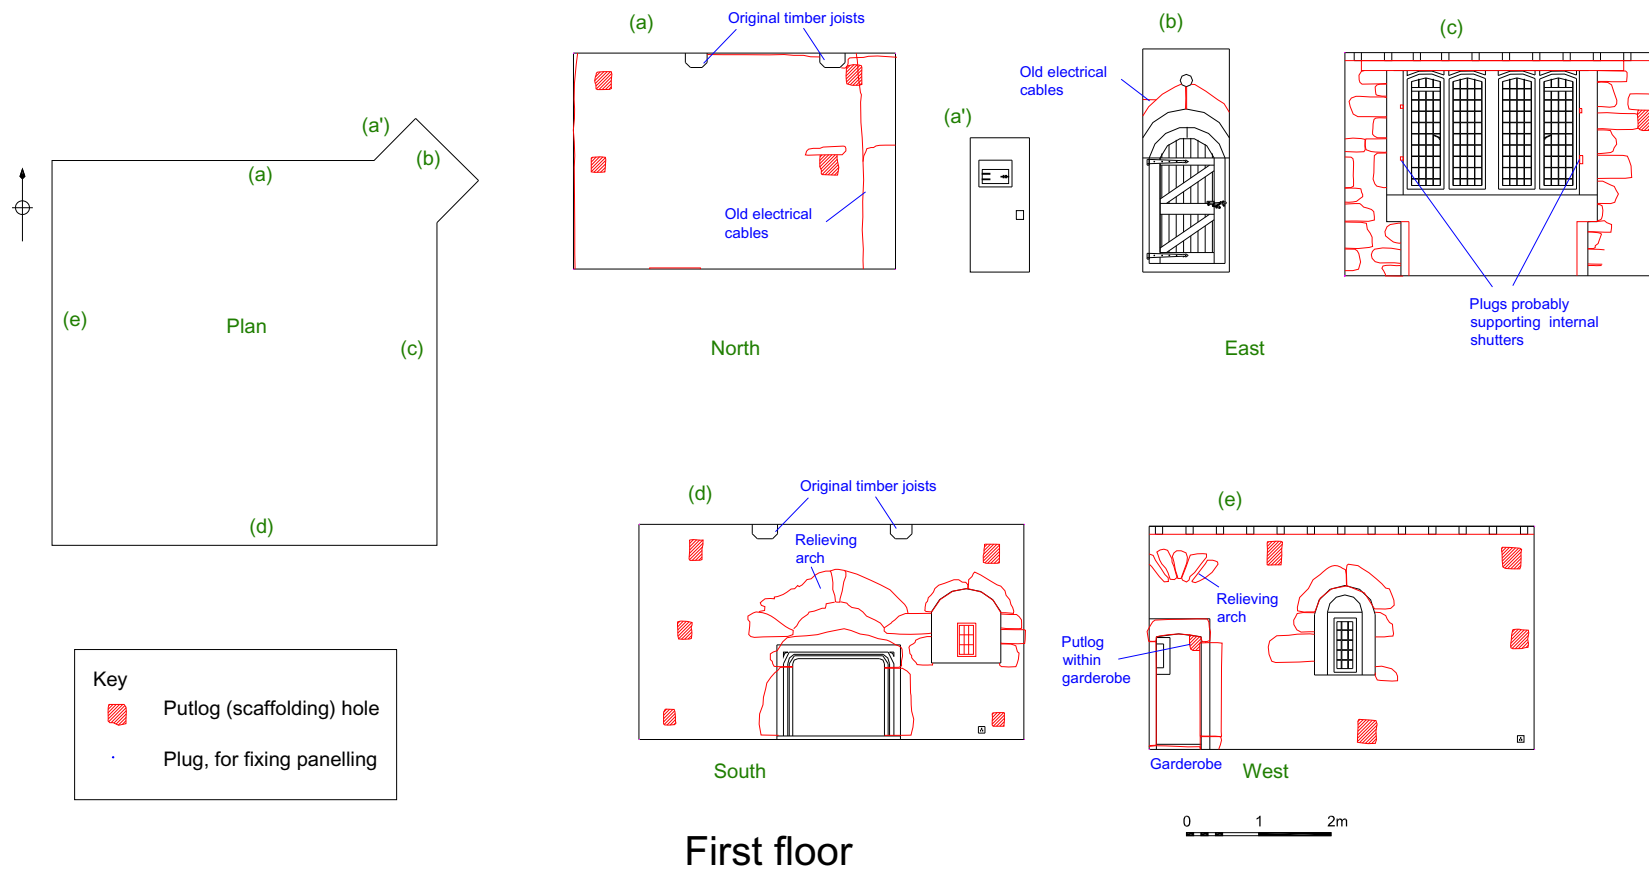 (a)
Original timber joists
(b)
(c)
Old electrical
cables
(a')
(a')
(b)
(a)
Old electrical
cables
Plugs probably
supporting internal
shutters
(e)
Plan
(c)
North
East
(d)
(d)
Original timber joists
(e)
Relieving
arch
Relieving
arch
Putlog
within
garderobe
Key
Putlog (scaffolding) hole
Plug, for fixing panelling
South
Garderobe
West
0 1 2m
First floor